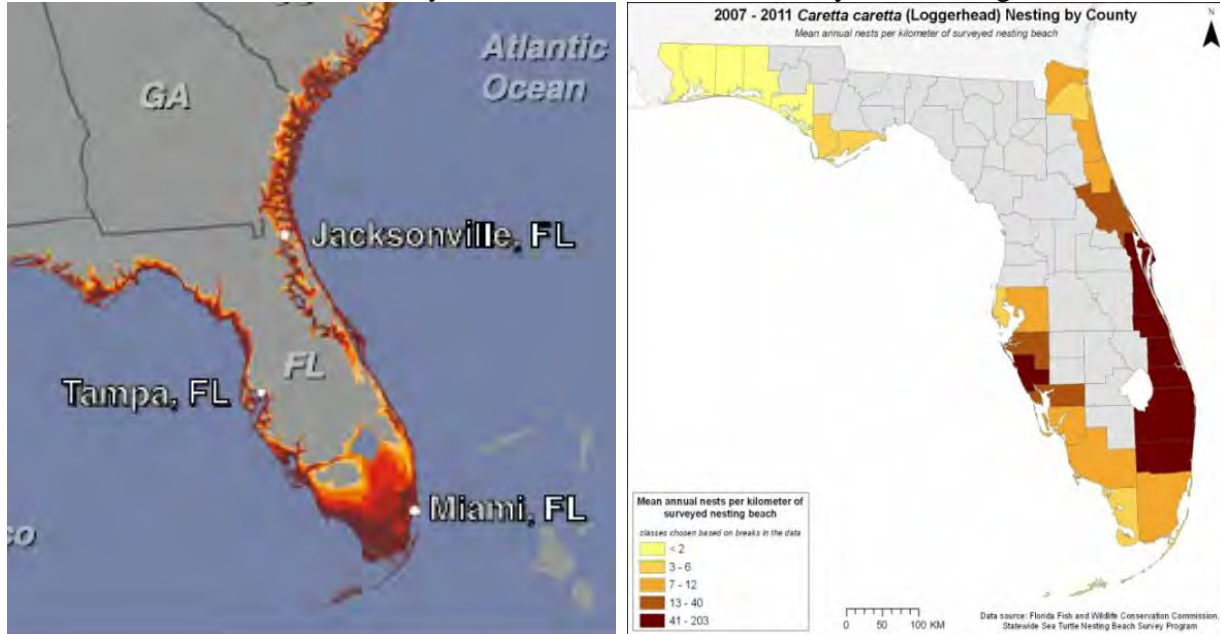 Atlantic
Ocean
GA
Jacksonville, FL
FL
Tampa, FL
Miami, FL
co
2007 - 2011 Caretta caretta (Loggerhead) Nesting by County
Mean annual nests per kilometer of surveyed nesting beach
N
Mean annual nests per kilometer of
surveyed nesting beach
classes chosen based on breaks in the data
< 2
3 - 6
7 - 12
13 - 40
41 - 203
0 50 100 KM
Data source: Florida Fish and Wildlife Conservation Commission,
Statewide Sea Turtle Nesting Beach Survey Program